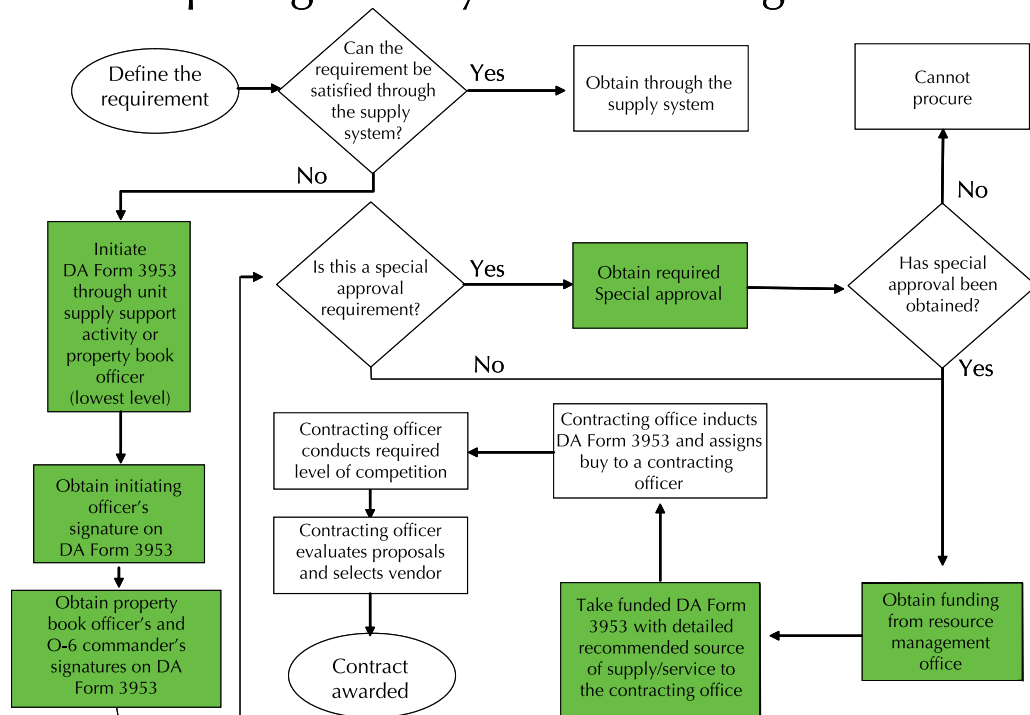 Define the
requirement
Can the
requirement be
satisfied through
the supply
system?
Yes
Obtain through the
supply system
Cannot
procure
No
No
Initiate
DA Form 3953
through unit
supply support
activity or
property book
officer
(lowest level)
Is this a special
approval
requirement?
Yes
Obtain required
Special approval
Has special
approval been
obtained?
No
Yes
Contracting officer
conducts required
level of competition
Contracting office inducts
DA Form 3953 and assigns
buy to a contracting
officer
Obtain initiating
officer's
signature on
DA Form 3953
Contracting officer
evaluates proposals
and selects vendor
Obtain property
book officer's and
O-6 commander's
signatures on DA
Form 3953
Contract
awarded
Take funded DA Form
3953 with detailed
recommended source
of supply/service to
the contracting office
Obtain funding
from resource
management
office